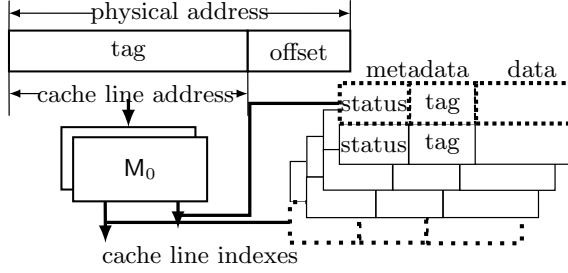 physical address
tag offset
cache line address
metadata data
status tag
status tag
M0
cache line indexes